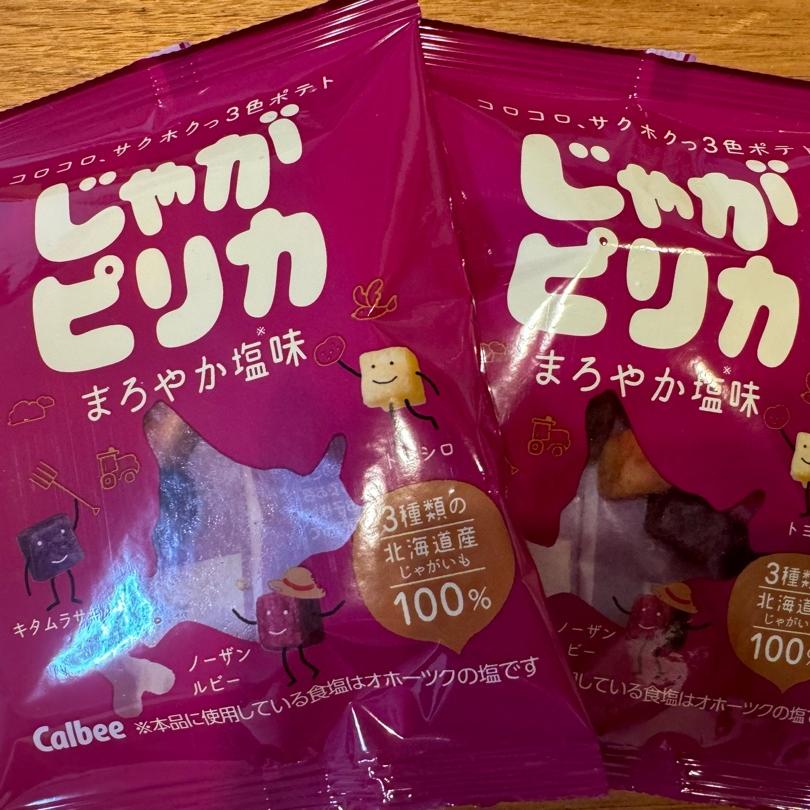 コロコロ、サクホクっ3色ポテト
じゃが
ピリカ
まろやか塩※味
シロ
3種類の
北海道産
じゃがいも
100%
キタムラサキ
ノーザン
ルビー
Calbee ※本品に使用している食塩はオホーツクの塩です
コロコロ、サクホクっ3色ポテト
じゃが
ピリカ
まろやか塩※味
トヨ
3種類
北海道
じゃがい
100%
ノーザン
ビー
している食塩はオホーツクの塩で